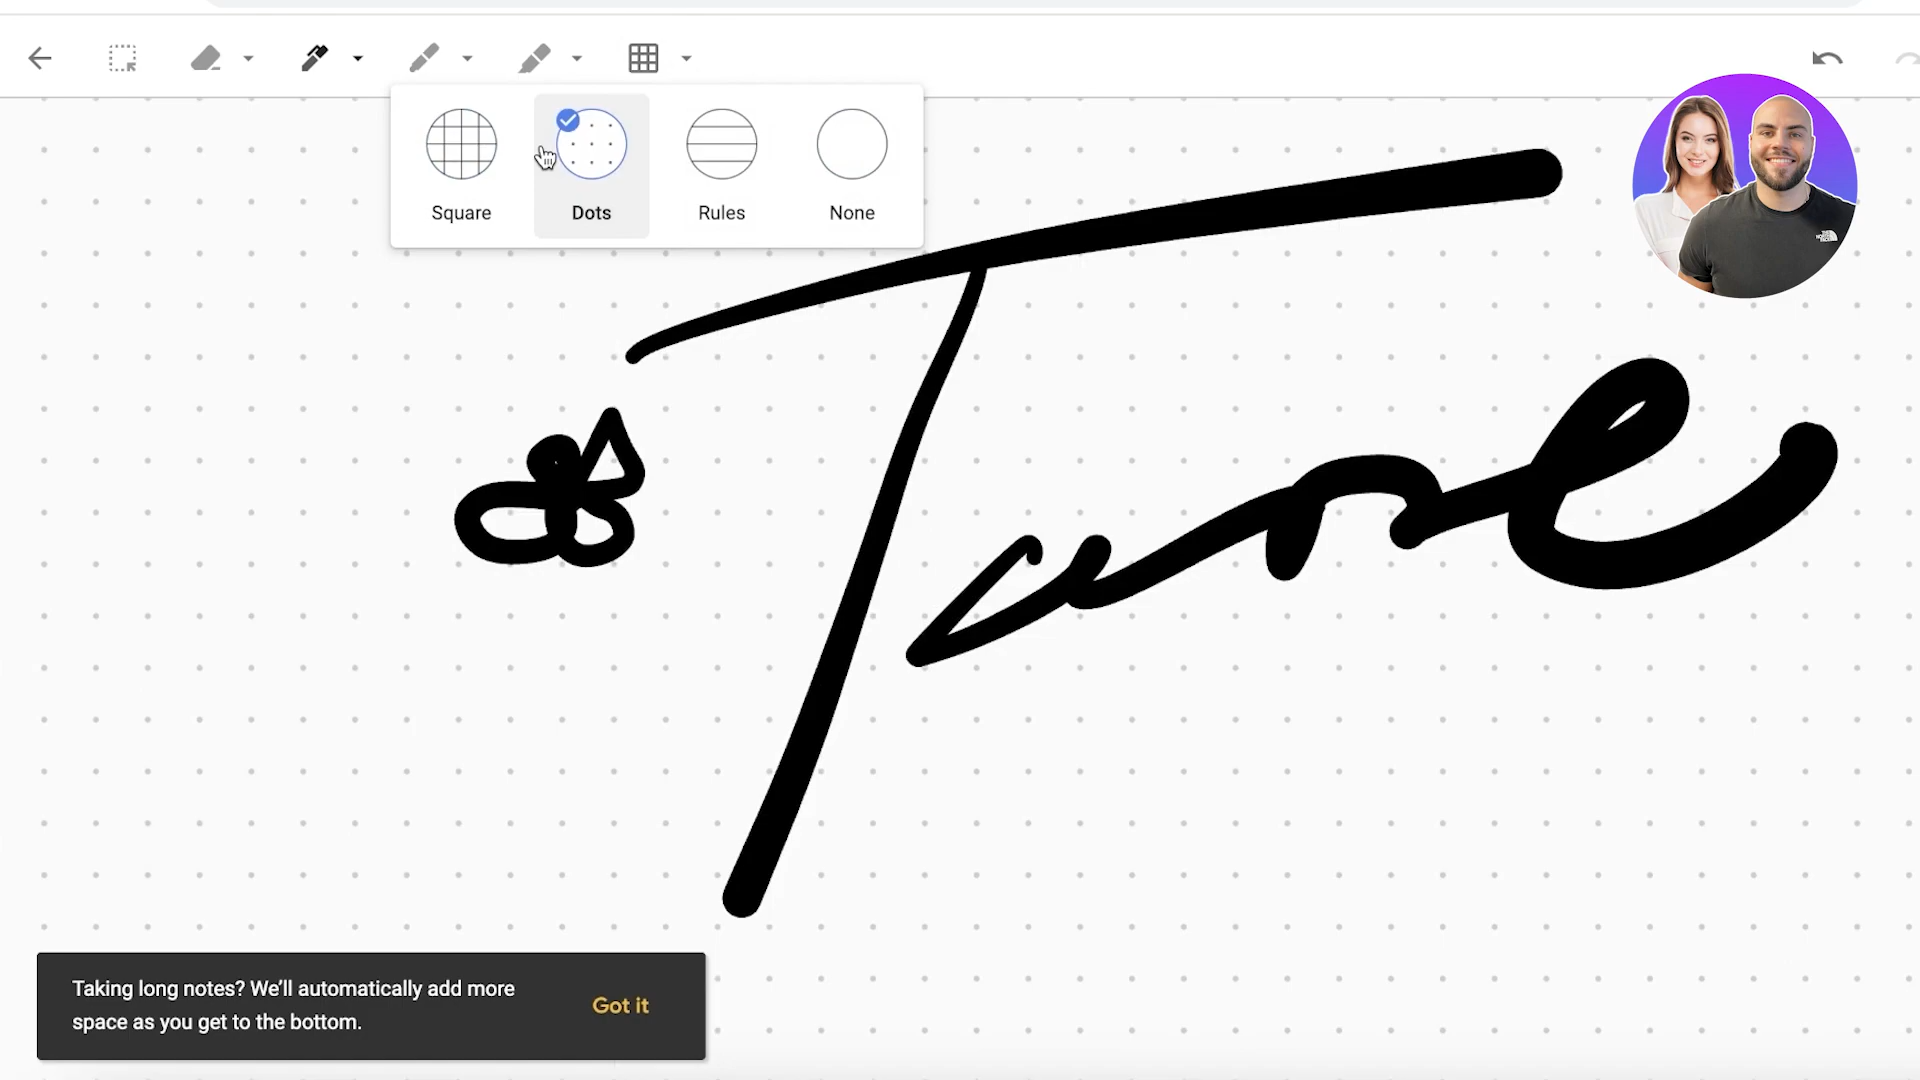 Square Dots Rules None
Taking long notes? We'll automatically add more
space as you get to the bottom.
Got it